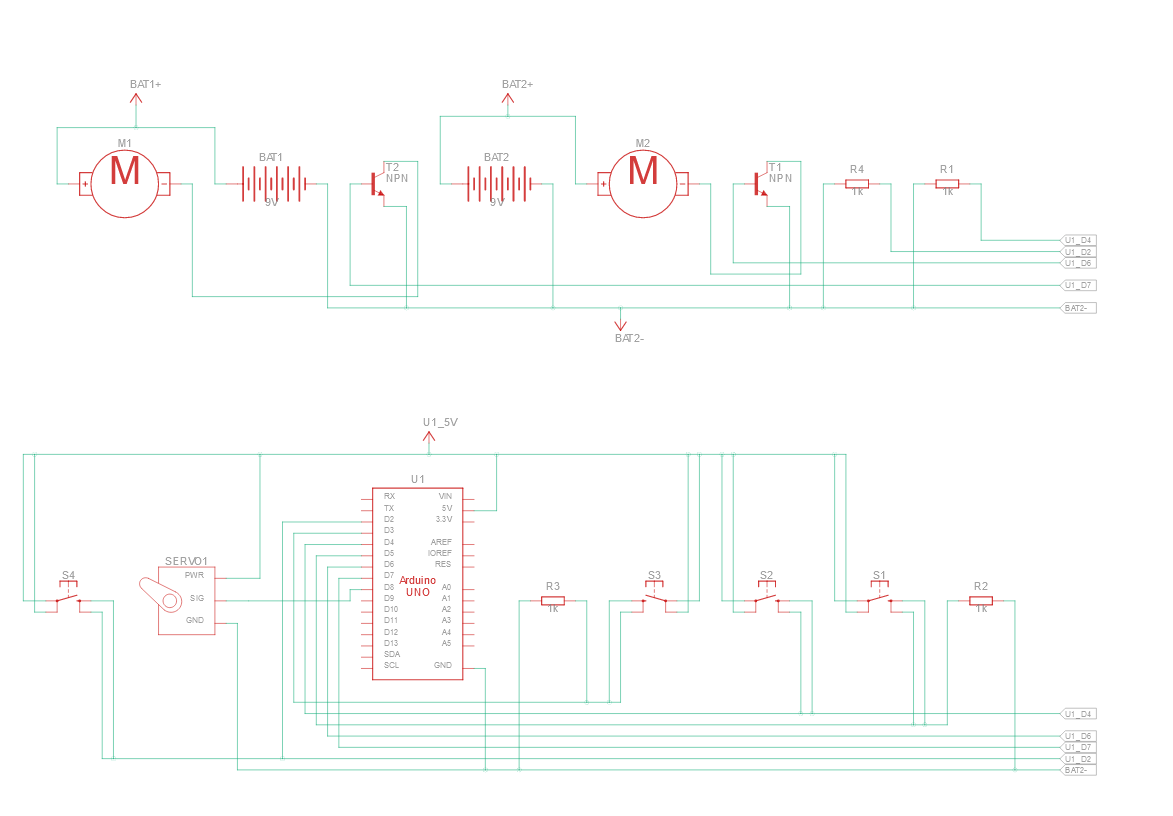 BAT1+
BAT2+
M1
M
BAT1
9V
T2
NPN
BAT2
9V
M2
M
T1
NPN
R4
1k
R1
1k
U1_D4
U1_D2
U1_D6
U1_D7
BAT2-
BAT2-
U1_5V
U1
RX
TX
D2
D3
D4
D5
D6
D7
D8
D9
D10
D11
D12
D13
SDA
SCL
Arduino
UNO
VIN
5V
3.3V
AREF
IOREF
RES
A0
A1
A2
A3
A4
A5
GND
S4
SERVO1
PWR
SIG
GND
R3
1k
S3
S2
S1
R2
1k
U1_D4
U1_D6
U1_D7
U1_D2
BAT2-